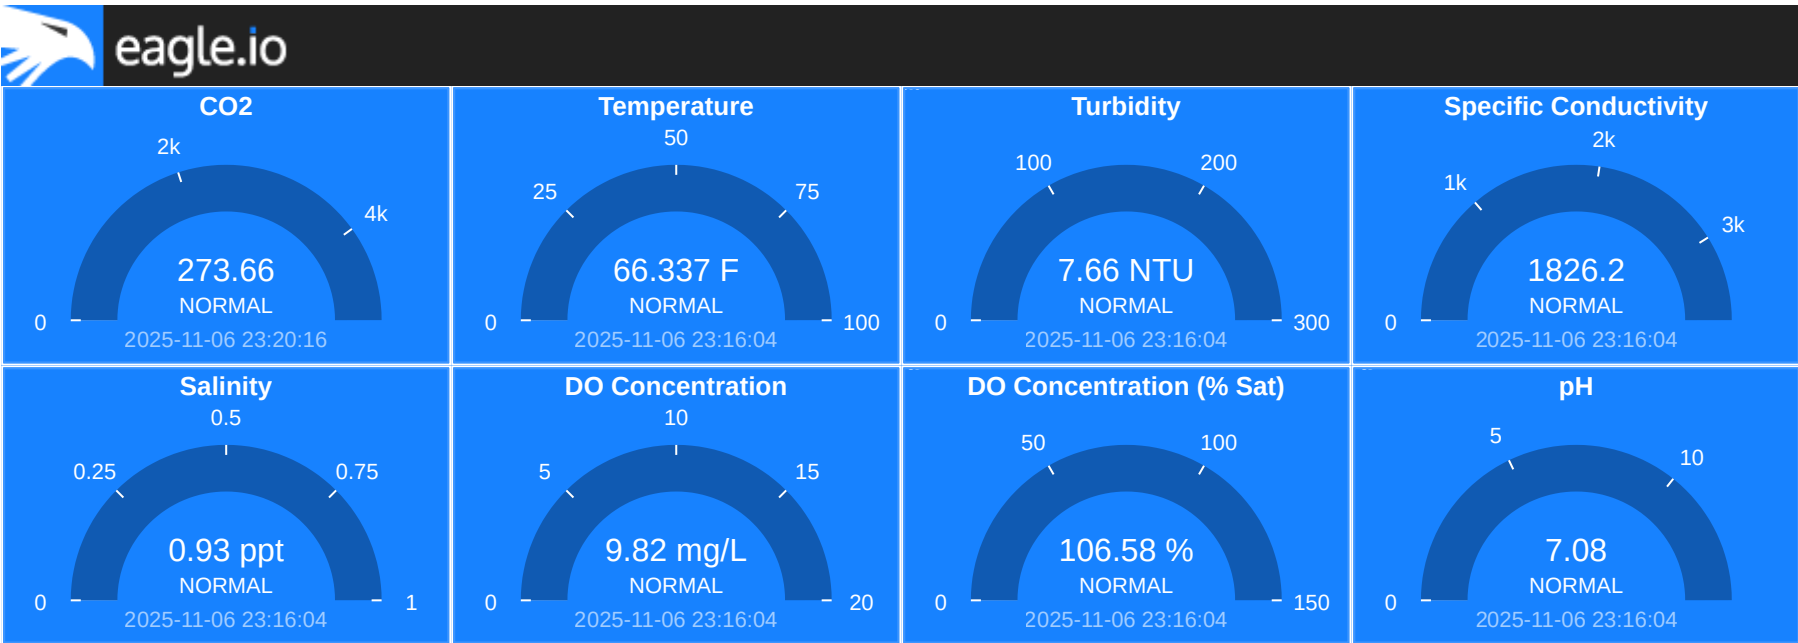 eagle.io
CO2
0
2k
4k
273.66
NORMAL
2025-11-06 23:20:16
Temperature
0
25
50
75
100
66.337 F
NORMAL
2025-11-06 23:16:04
Turbidity
0
100
200
300
7.66 NTU
NORMAL
2025-11-06 23:16:04
Specific Conductivity
0
1k
2k
3k
1826.2
NORMAL
2025-11-06 23:16:04
Salinity
0
0.25
0.5
0.75
1
0.93 ppt
NORMAL
2025-11-06 23:16:04
DO Concentration
0
5
10
15
20
9.82 mg/L
NORMAL
2025-11-06 23:16:04
DO Concentration (% Sat)
0
50
100
150
106.58 %
NORMAL
2025-11-06 23:16:04
pH
0
5
10
7.08
NORMAL
2025-11-06 23:16:04